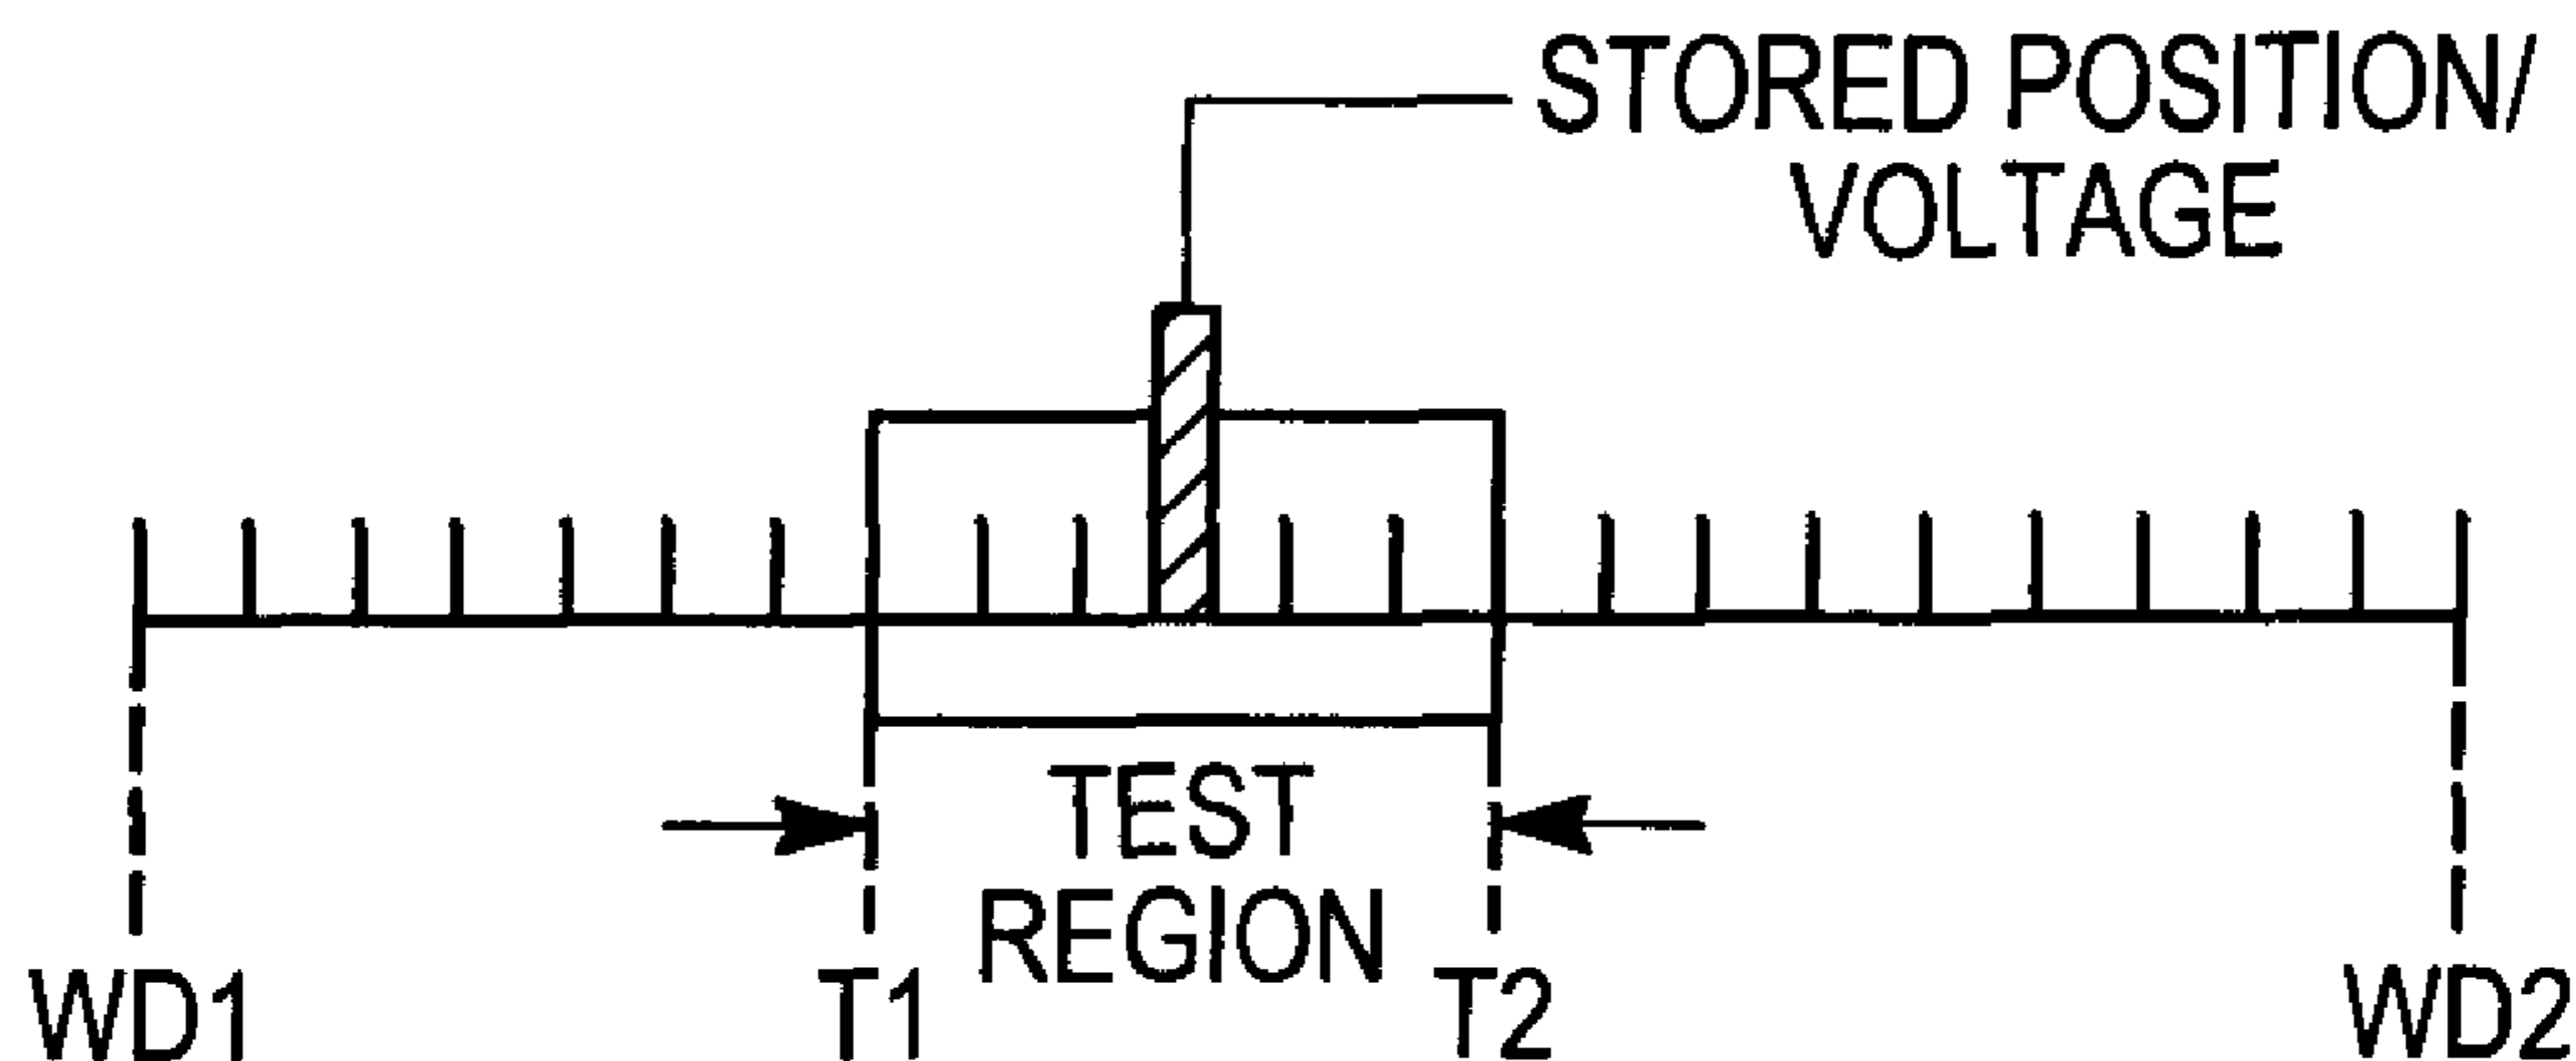 STORED POSITION/
VOLTAGE
TEST
REGION
WD1 T1 T2 WD2